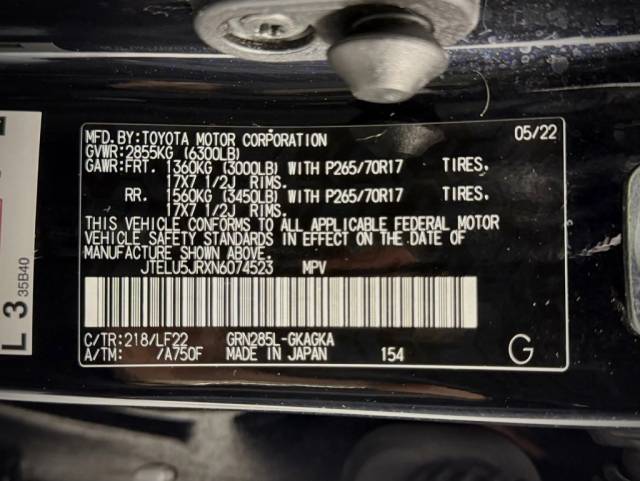 MFD.BY:TOYOTA MOTOR CORPORATION 05/22
GVWR:2855KG (6300LB)
GAWR:FRT. 1360KG (3000LB) WITH P265/70R17 TIRES.
17X7 1/2J RIMS.
RR. 1560KG (3450LB) WITH P265/70R17 TIRES.
17X7 1/2J RIMS.
THIS VEHICLE CONFORMS TO ALL APPLICABLE FEDERAL MOTOR
VEHICLE SAFETY STANDARDS IN EFFECT ON THE DATE OF
MANUFACTURE SHOWN ABOVE.
JTELU5JRXN6074523 MPV
C/TR:218/LF22 GRN285L-GKAGKA
A/TM: /A750F MADE IN JAPAN 154 G
L 3
35B40